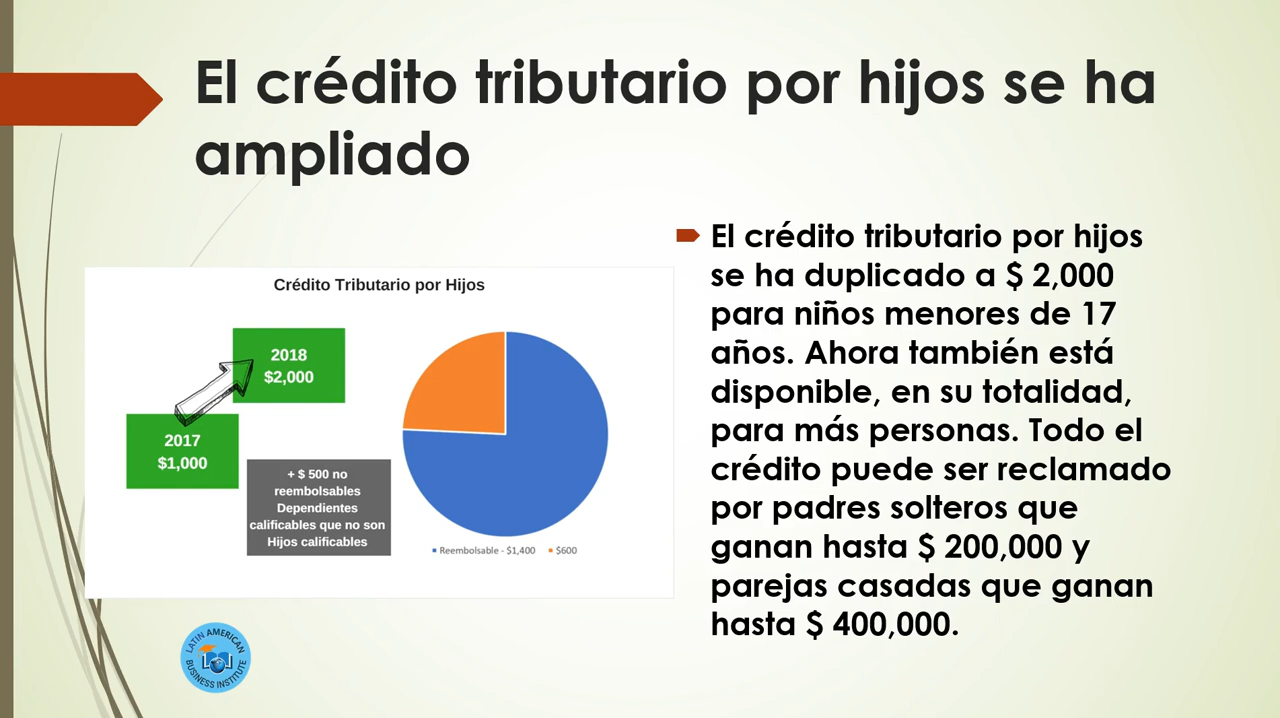 El crédito tributario por hijos se ha
ampliado
Crédito Tributario por Hijos
2018
$2,000
2017
$1,000
+ $ 500 no
reembolsables
Dependientes
calificables que no son
Hijos calificables
Reembolsable - $1,400
$600
El crédito tributario por hijos
se ha duplicado a $ 2,000
para niños menores de 17
años. Ahora también está
disponible, en su totalidad,
para más personas. Todo el
crédito puede ser reclamado
por padres solteros que
ganan hasta $ 200,000 y
parejas casadas que ganan
hasta $ 400,000.
LATIN AMERICAN
BUSINESS INSTITUTE